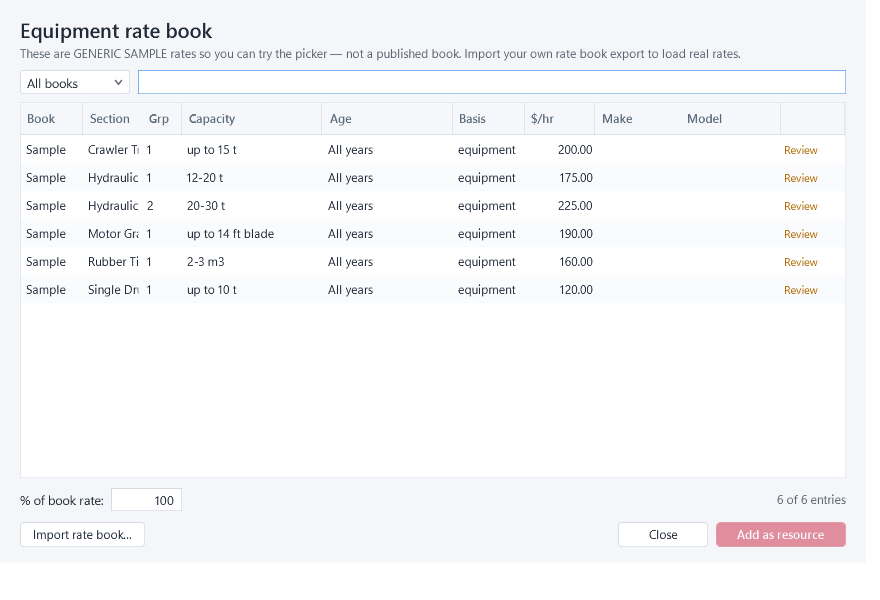 Equipment rate book
These are GENERIC SAMPLE rates so you can try the picker — not a published book. Import your own rate book export to load real rates.
All books
Book Section Grp Capacity Age Basis $/hr Make Model
Sample Crawler Tr 1 up to 15 t All years equipment 200.00 Review
Sample Hydraulic 1 12-20 t All years equipment 175.00 Review
Sample Hydraulic 2 20-30 t All years equipment 225.00 Review
Sample Motor Gra 1 up to 14 ft blade All years equipment 190.00 Review
Sample Rubber Ti 1 2-3 m3 All years equipment 160.00 Review
Sample Single Dru 1 up to 10 t All years equipment 120.00 Review
% of book rate: 100 6 of 6 entries
Import rate book... Close Add as resource